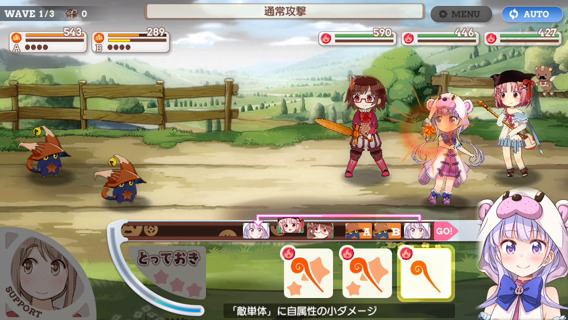 WAVE 1/3 0
通常攻撃
MENU
AUTO
543
A
289
B
590
446
427
A B GO!
とっておき
SUPPORT
「敵単体」に自属性の小ダメージ